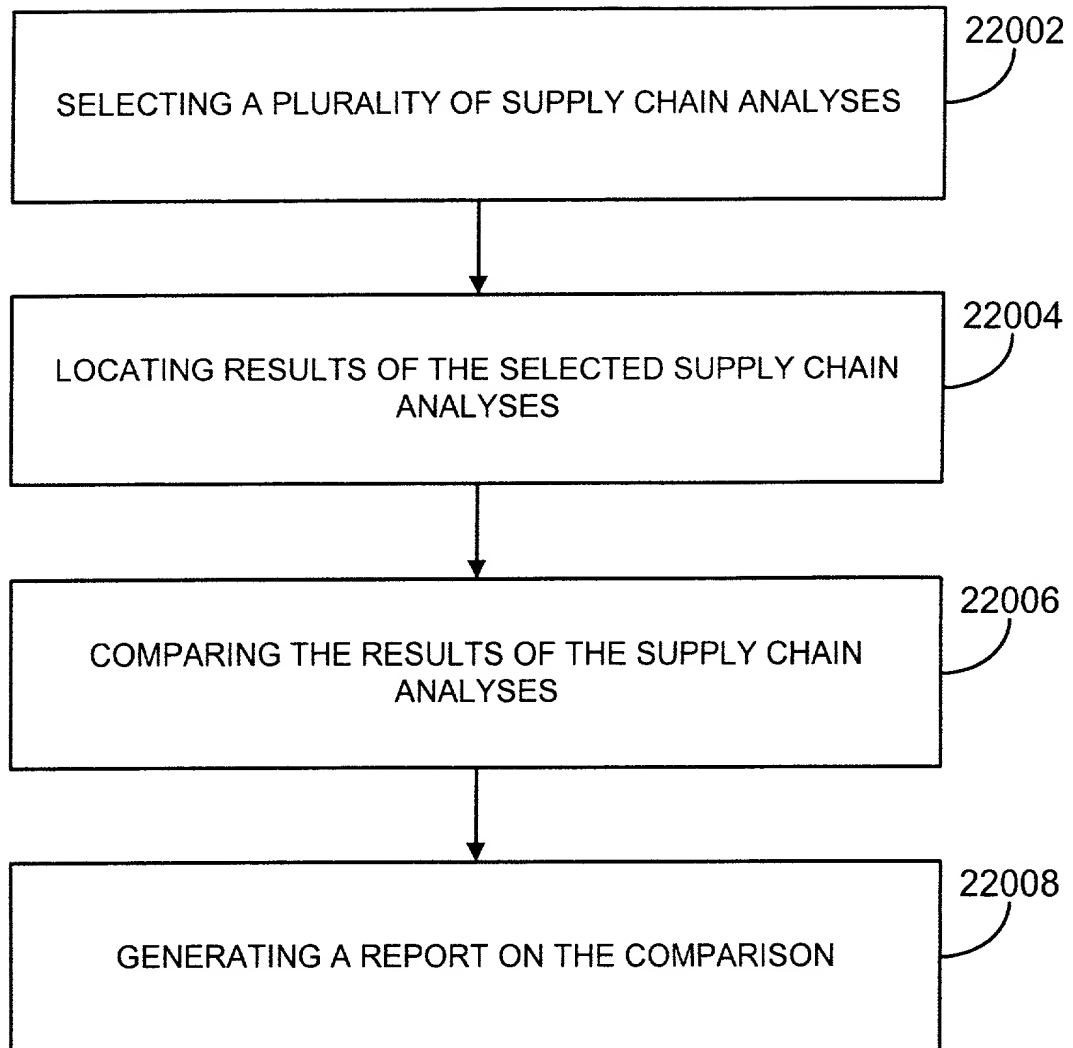 22002
SELECTING A PLURALITY OF SUPPLY CHAIN ANALYSES
22004
LOCATING RESULTS OF THE SELECTED SUPPLY CHAIN
ANALYSES
22006
COMPARING THE RESULTS OF THE SUPPLY CHAIN
ANALYSES
22008
GENERATING A REPORT ON THE COMPARISON